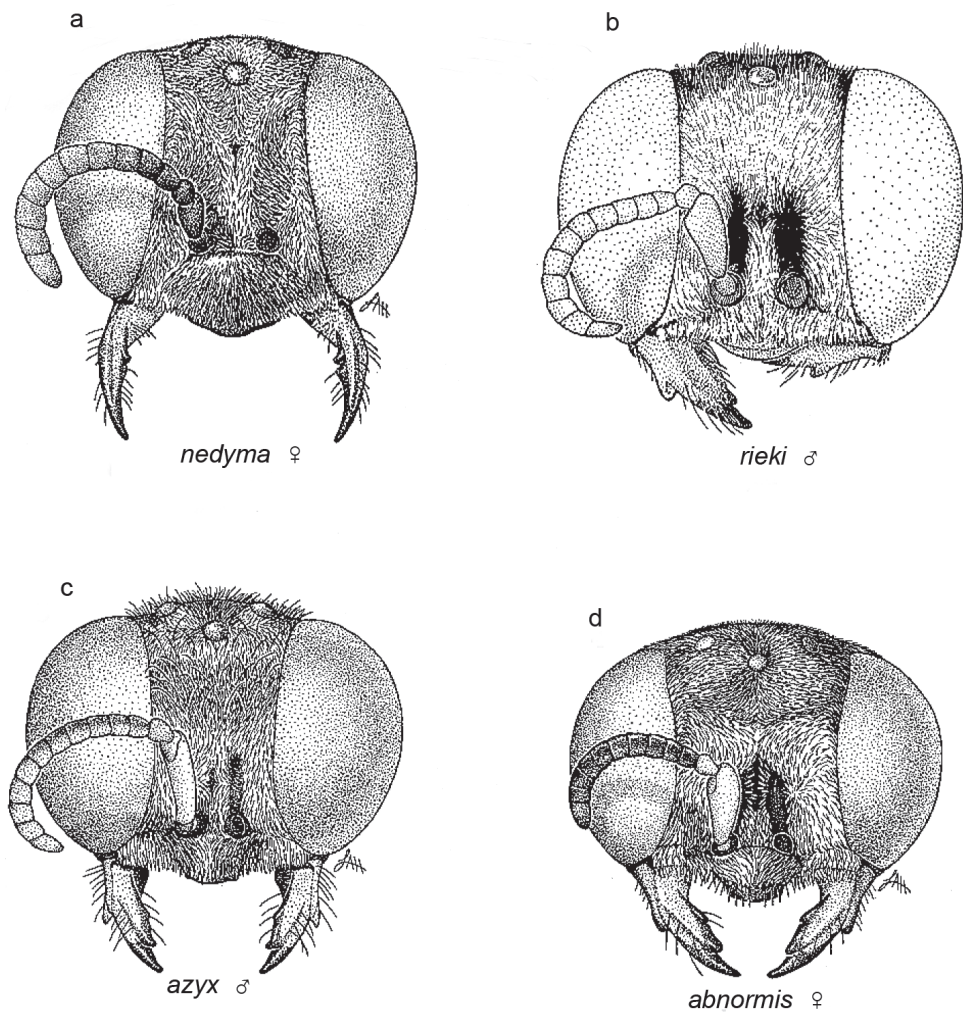 a
b
nedyma ♀
rieki ♂
c
d
azyx ♂
abnormis ♀